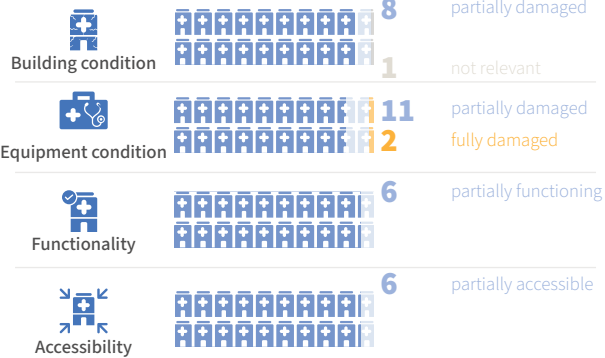 8 partially damaged
Building condition
1 not relevant
11 partially damaged
2 fully damaged
Equipment condition
6 partially functioning
Functionality
6 partially accessible
Accessibility